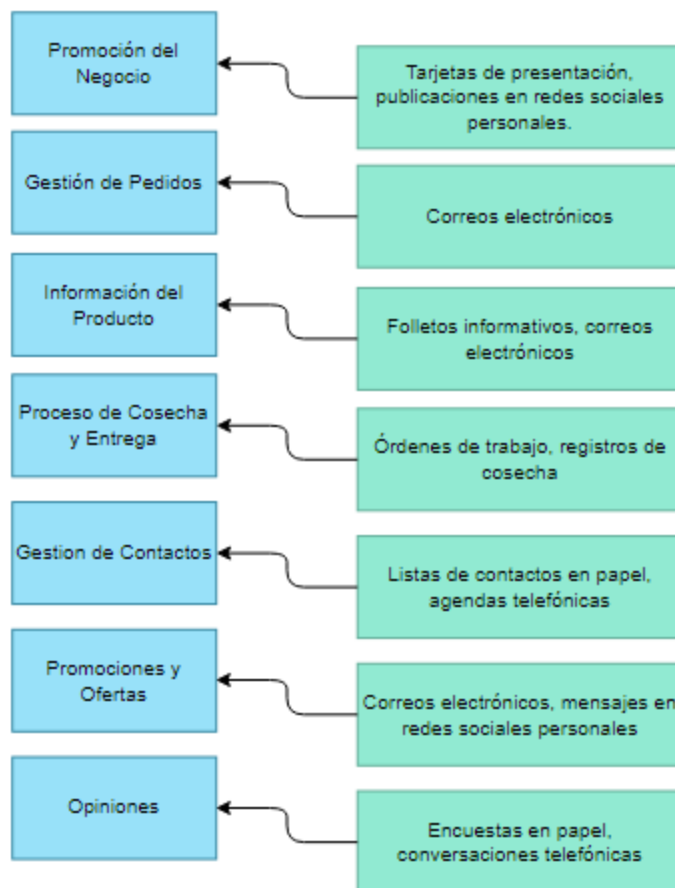 Promoción del
Negocio
Tarjetas de presentación,
publicaciones en redes sociales
personales.
Gestión de Pedidos
Correos electrónicos
Información del
Producto
Folletos informativos, correos
electrónicos
Proceso de Cosecha
y Entrega
Órdenes de trabajo, registros de
cosecha
Gestion de Contactos
Listas de contactos en papel,
agendas telefónicas
Promociones y
Ofertas
Correos electrónicos, mensajes en
redes sociales personales
Opiniones
Encuestas en papel,
conversaciones telefónicas